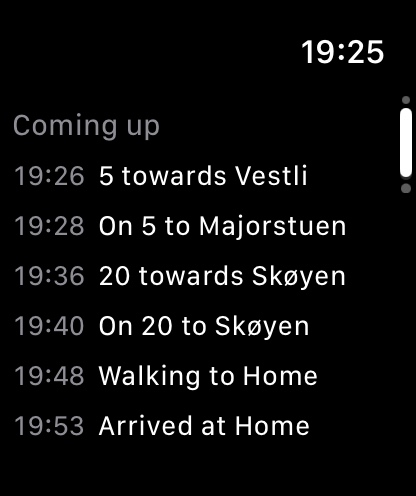 19:25
Coming up
19:26 5 towards Vestli
19:28 On 5 to Majorstuen
19:36 20 towards Skøyen
19:40 On 20 to Skøyen
19:48 Walking to Home
19:53 Arrived at Home